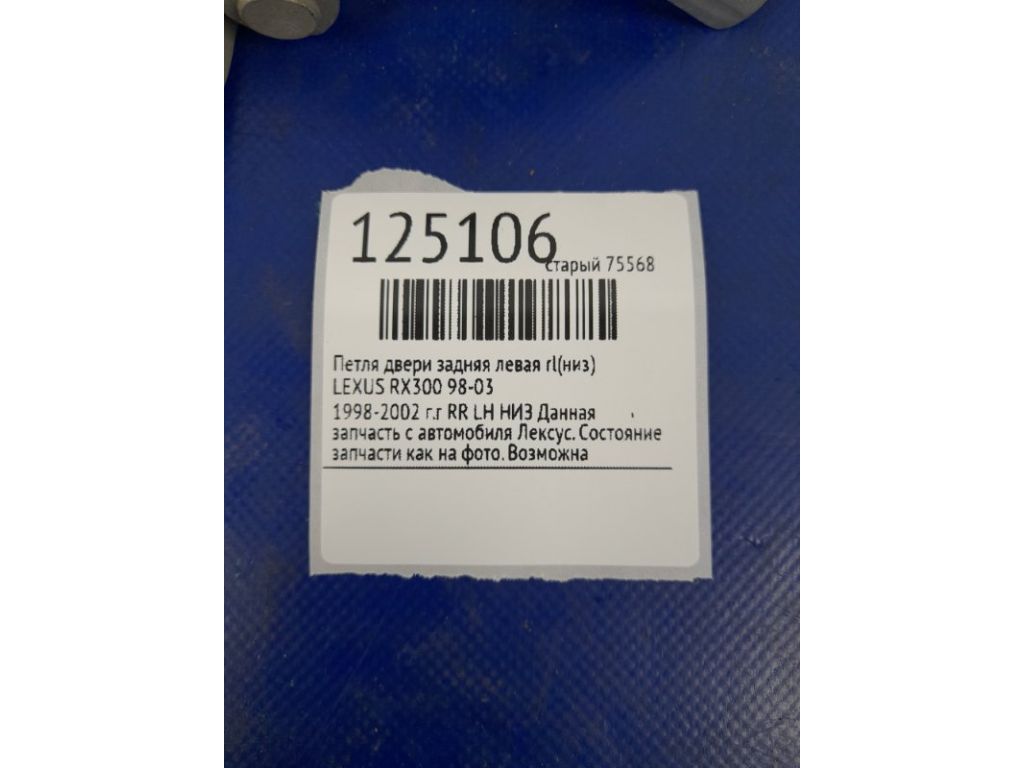 125106
старый 75568
Петля двери задняя левая rl(низ)
LEXUS RX300 98-03
1998-2002 г.г RR LH НИЗ Данная
запчасть с автомобиля Лексус. Состояние
запчасти как на фото. Возможна